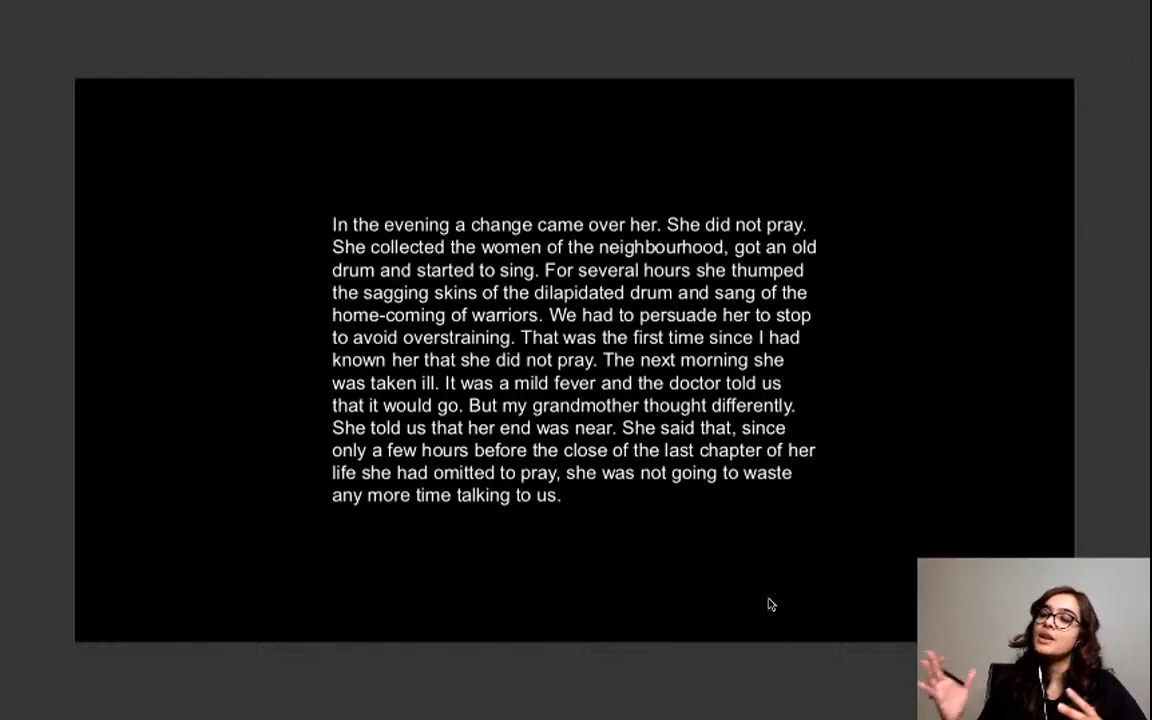 In the evening a change came over her. She did not pray.
She collected the women of the neighbourhood, got an old
drum and started to sing. For several hours she thumped
the sagging skins of the dilapidated drum and sang of the
home-coming of warriors. We had to persuade her to stop
to avoid overstraining. That was the first time since I had
known her that she did not pray. The next morning she
was taken ill. It was a mild fever and the doctor told us
that it would go. But my grandmother thought differently.
She told us that her end was near. She said that, since
only a few hours before the close of the last chapter of her
life she had omitted to pray, she was not going to waste
any more time talking to us.